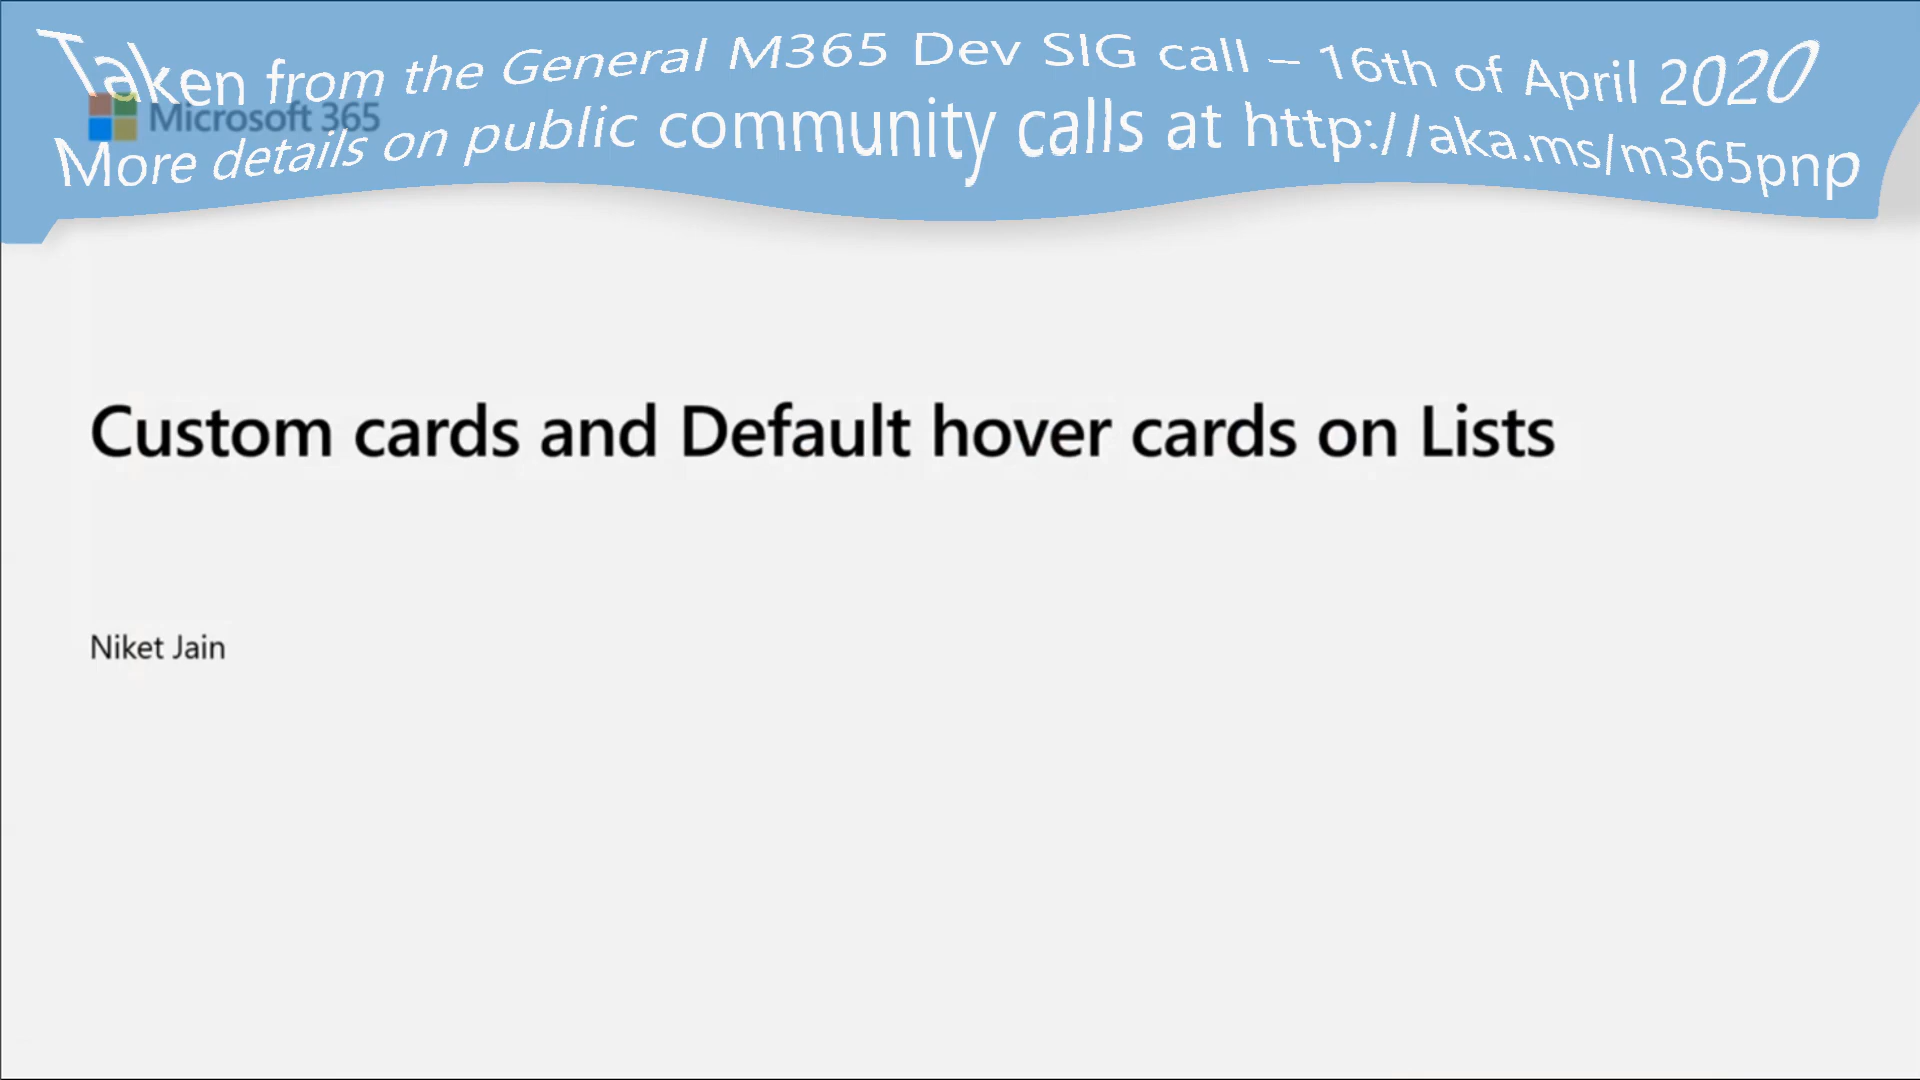 Taken from the General M365 Dev SIG call – 16th of April 2020
Microsoft 365
More details on public community calls at http://aka.ms/m365pnp
Custom cards and Default hover cards on Lists
Niket Jain